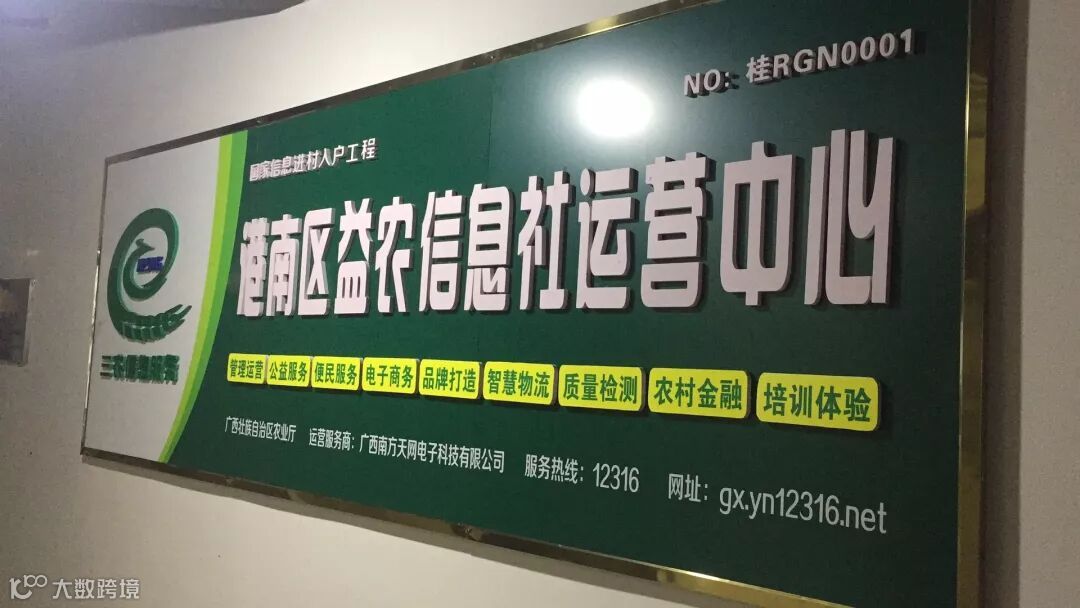 NO：桂RGN0001
国家信息进村入户工程
港南区益农信息社运营中心
三农信息服务
管理运营 公益服务 便民服务 电子商务 品牌打造 智慧物流 质量检测 农村金融 培训体验
广西壮族自治区农业厅 运营服务商：广西南方天网电子科技有限公司 服务热线：12316 网址：gx.yn12316.net
大数跨境